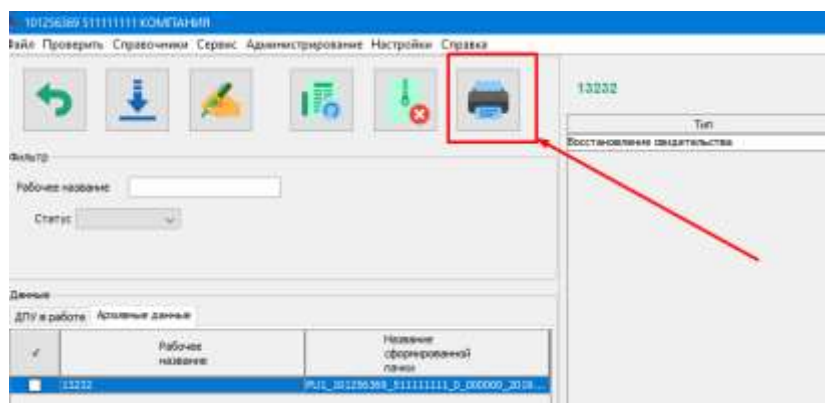 101256369 511111111 КОМПАНИЯ
Файл Проверить Справочники Сервис Администрирование Настройки Справка
13232
Тип
Восстановление свидетельства
Фильтр
Рабочее название
Статус
Данные
ДПУ в работе Архивные данные
✓ Рабочее название
Название сформированной пачки
13232 PU1_101256369_511111111_0_000000_2019...